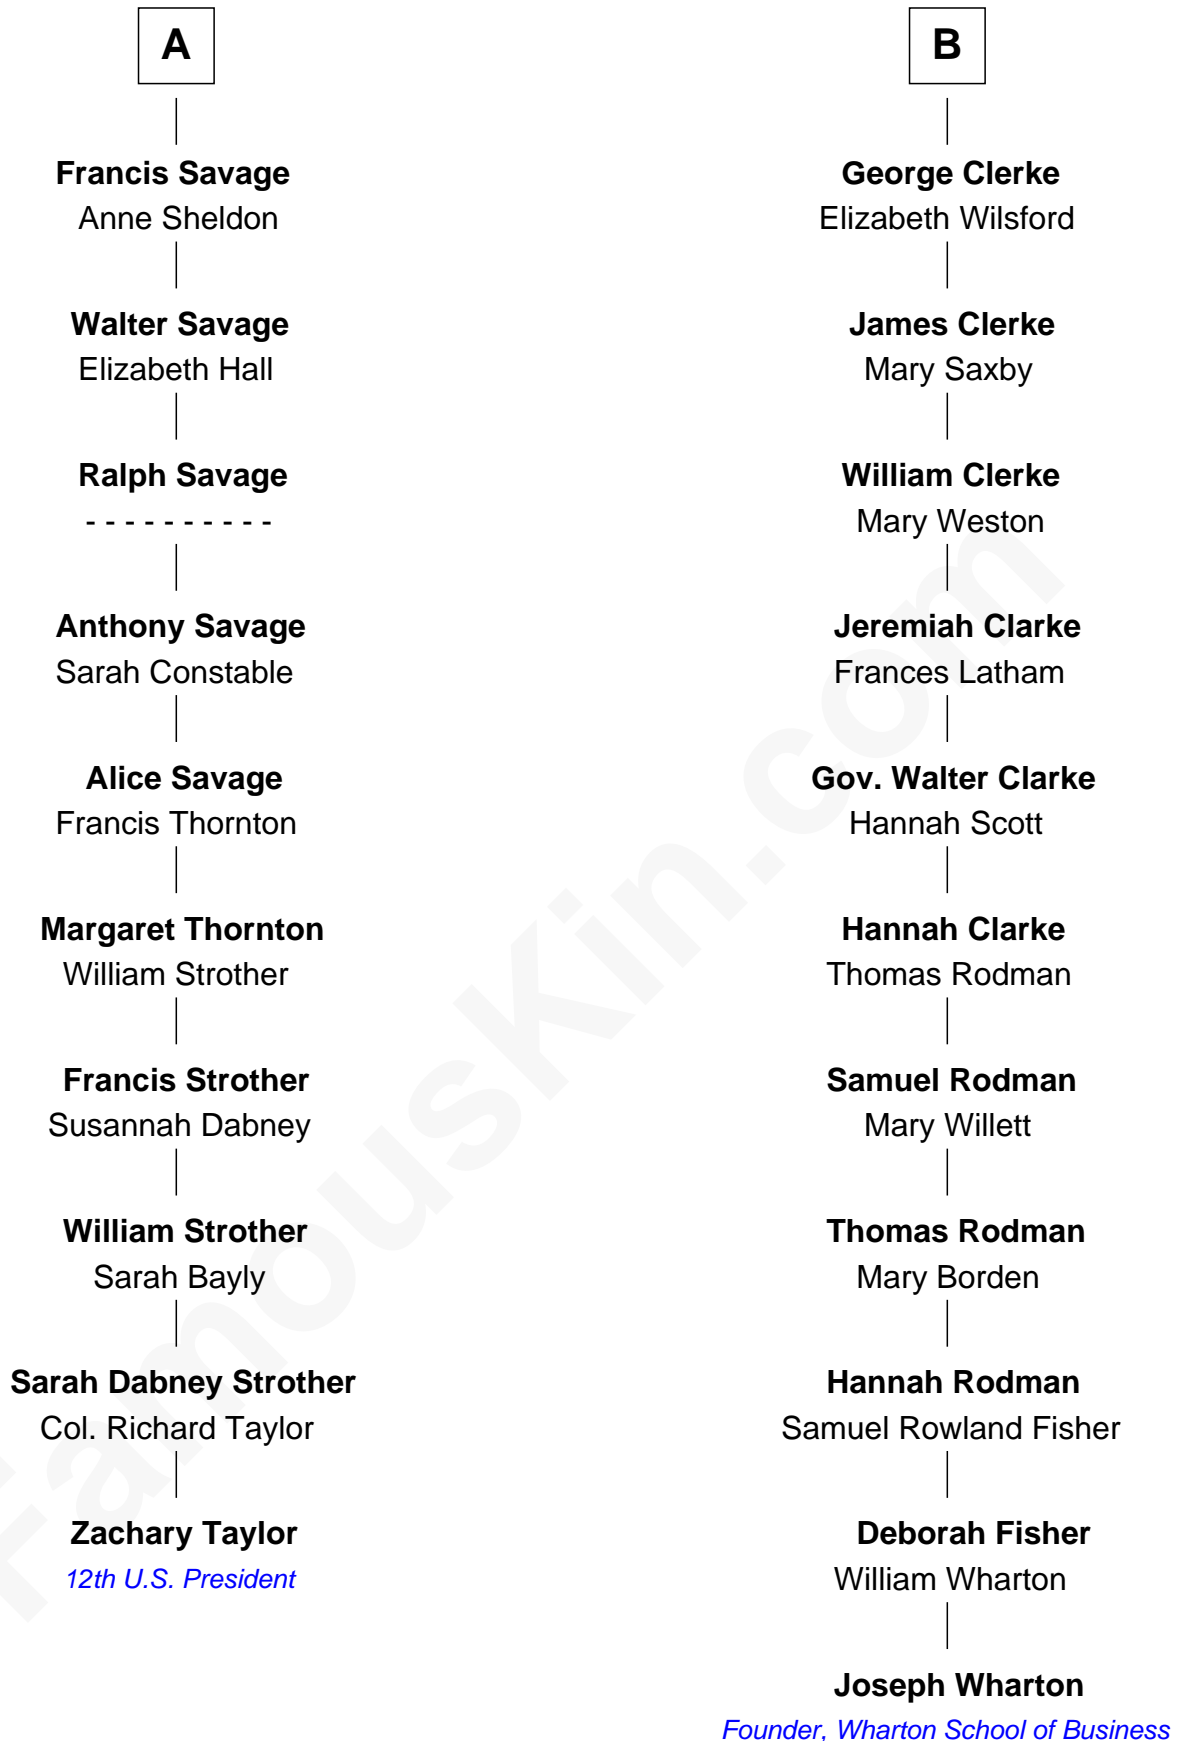 A
Francis Savage
Anne Sheldon
Walter Savage
Elizabeth Hall
Ralph Savage
- - - - - - - - - -
Anthony Savage
Sarah Constable
Alice Savage
Francis Thornton
Margaret Thornton
William Strother
Francis Strother
Susannah Dabney
William Strother
Sarah Bayly
Sarah Dabney Strother
Col. Richard Taylor
Zachary Taylor
12th U.S. President
B
George Clerke
Elizabeth Wilsford
James Clerke
Mary Saxby
William Clerke
Mary Weston
Jeremiah Clarke
Frances Latham
Gov. Walter Clarke
Hannah Scott
Hannah Clarke
Thomas Rodman
Samuel Rodman
Mary Willett
Thomas Rodman
Mary Borden
Hannah Rodman
Samuel Rowland Fisher
Deborah Fisher
William Wharton
Joseph Wharton
Founder, Wharton School of Business
FamousKin.com